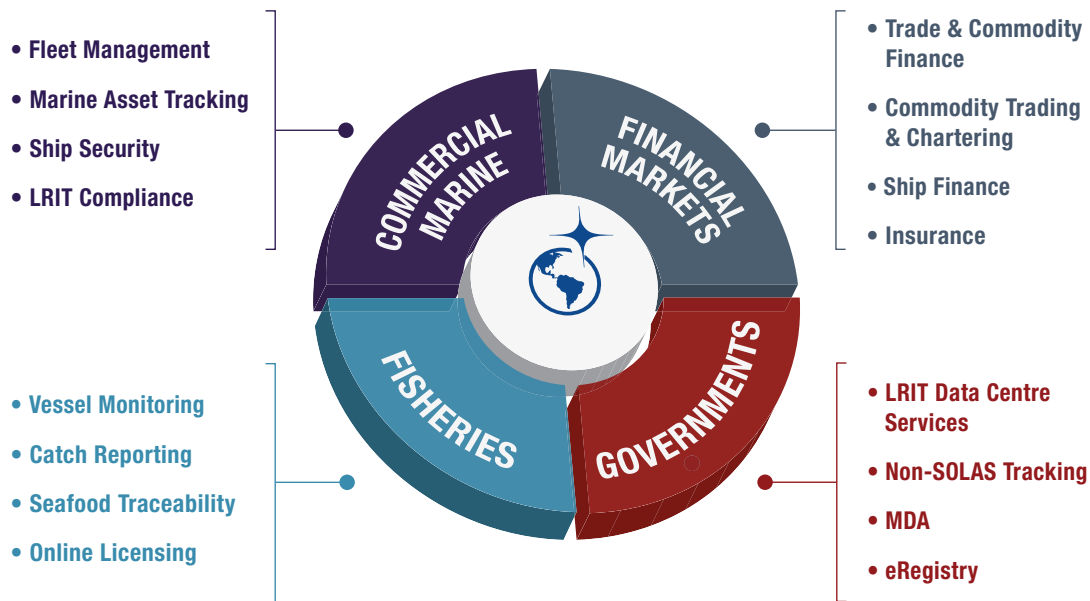 • Fleet Management
• Marine Asset Tracking
• Ship Security
• LRIT Compliance
COMMERCIAL
MARINE
FINANCIAL
MARKETS
• Trade & Commodity
Finance
• Commodity Trading
& Chartering
• Ship Finance
• Insurance
• Vessel Monitoring
• Catch Reporting
• Seafood Traceability
• Online Licensing
FISHERIES
GOVERNMENTS
• LRIT Data Centre
Services
• Non-SOLAS Tracking
• MDA
• eRegistry